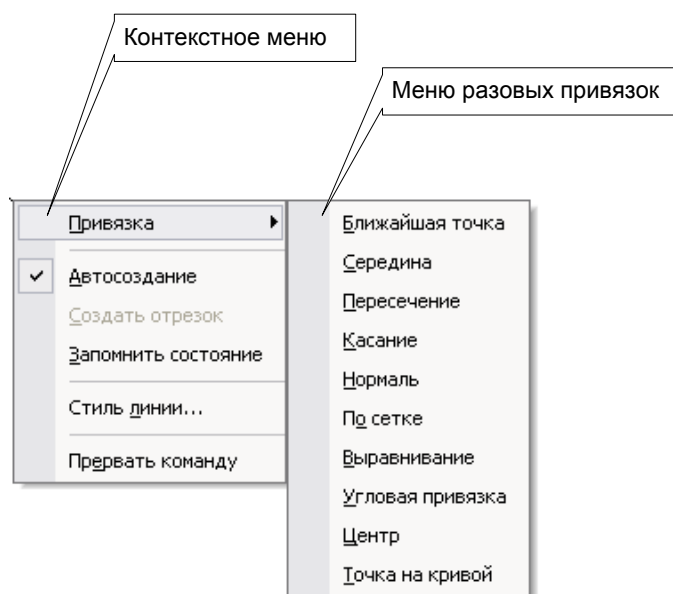 Контекстное меню
Меню разовых привязок
Привязка
Автосоздание
Создать отрезок
Запомнить состояние
Стиль линии...
Прервать команду
Ближайшая точка
Середина
Пересечение
Касание
Нормаль
По сетке
Выравнивание
Угловая привязка
Центр
Точка на кривой